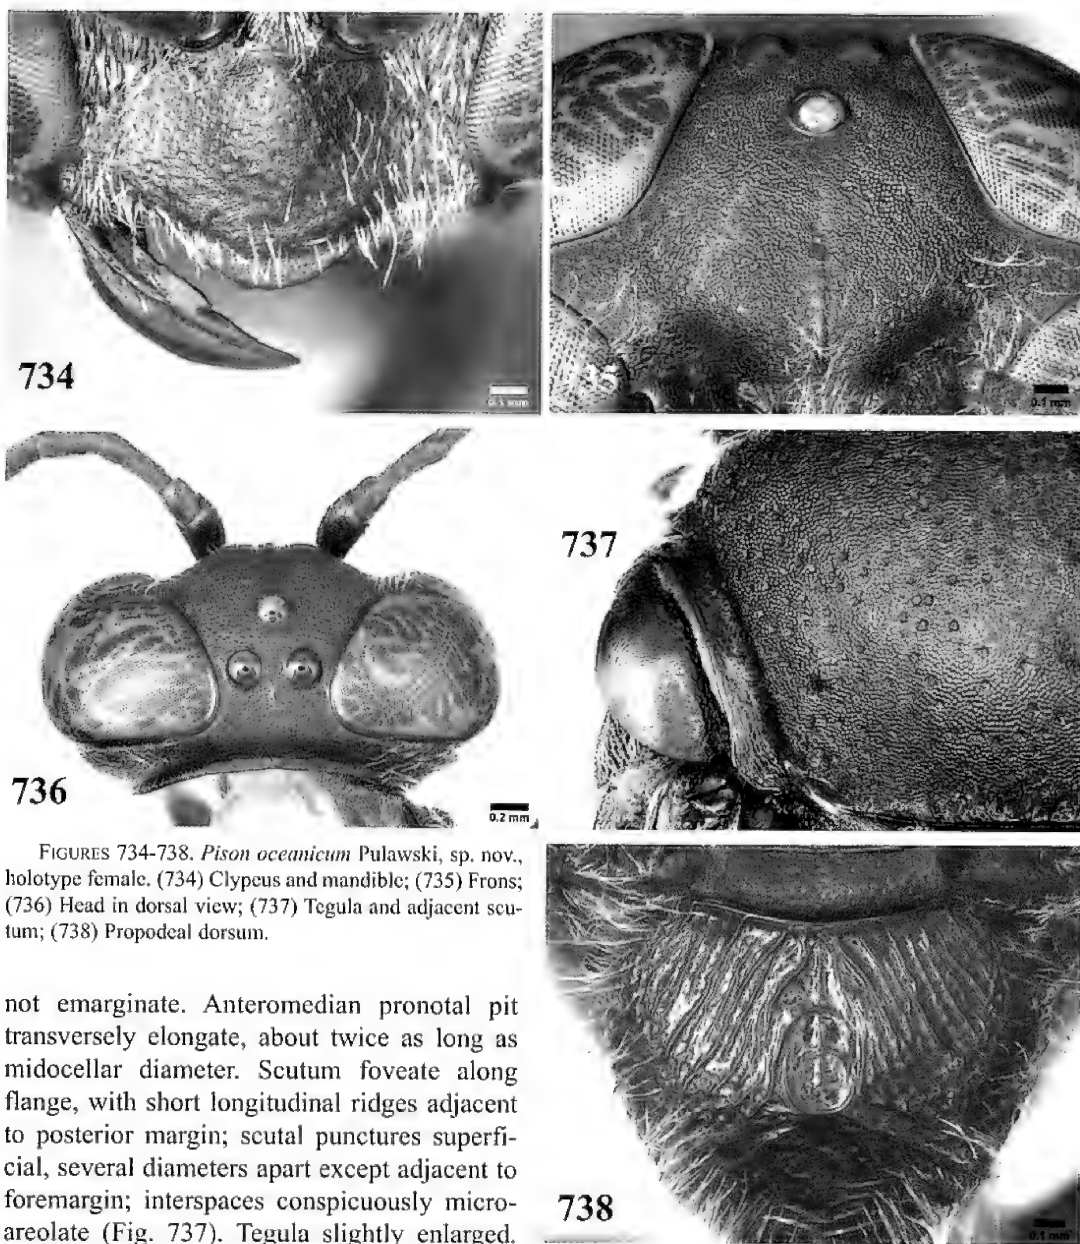 734
0.1 mm
35
0.1 mm
736
0.2 mm
737
FIGURES 734-738. Pison oceanicum Pulawski, sp. nov.,
holotype female. (734) Clypeus and mandible; (735) Frons;
(736) Head in dorsal view; (737) Tegula and adjacent scu-
tum; (738) Propodeal dorsum.
not emarginate. Anteromedian pronotal pit
transversely elongate, about twice as long as
midocellar diameter. Scutum foveate along
flange, with short longitudinal ridges adjacent
to posterior margin; scutal punctures superfi-
cial, several diameters apart except adjacent to
foremargin; interspaces conspicuously micro-
areolate (Fig. 737). Tegula slightly enlarged.
738
0.1 mm